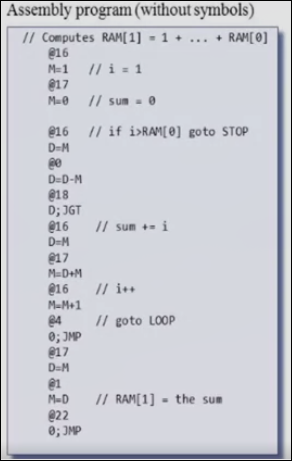 Assembly program (without symbols)
// Computes RAM[1] = 1 + ... + RAM[0]
@16
M=1 // i = 1
@17
M=0 // sum = 0
@16 // if i>RAM[0] goto STOP
D=M
@0
D=D-M
@18
D;JGT
@16 // sum += i
D=M
@17
M=D+M
@16 // i++
M=M+1
@4 // goto LOOP
0;JMP
@17
D=M
@1
M=D // RAM[1] = the sum
@22
0;JMP